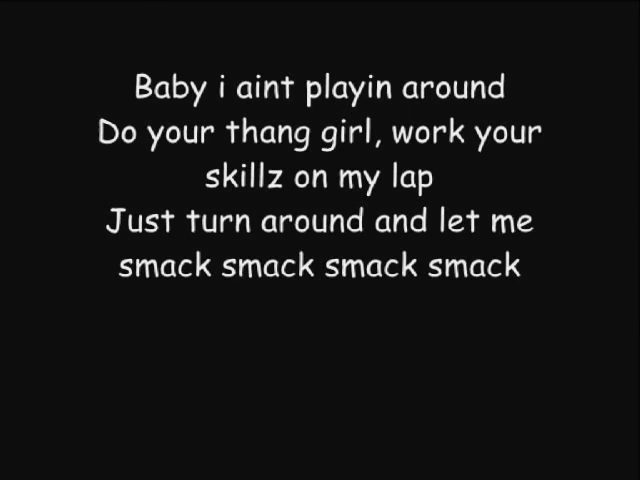 Baby i aint playin around
Do your thang girl, work your
skillz on my lap
Just turn around and let me
smack smack smack smack